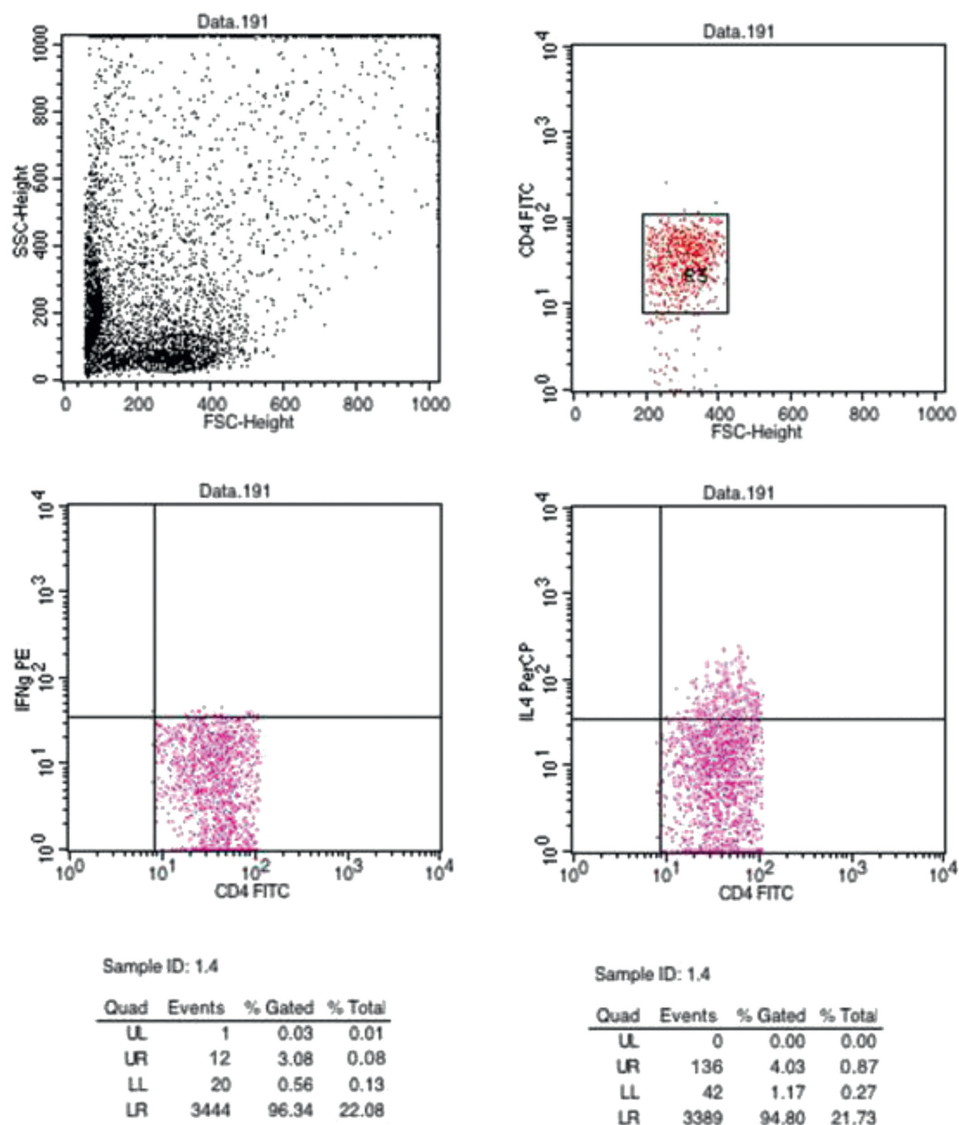 Data.191
SSC-Height
1000
800
600
400
200
0
0 200 400 600 800 1000
FSC-Height
Data.191
CD4 FITC
10^4
10^3
10^2
10^1
10^0
0 200 400 600 800 1000
FSC-Height
Data.191
IFNg PE
10^4
10^3
10^2
10^1
10^0
10^0 10^1 10^2 10^3 10^4
CD4 FITC
Data.191
IL4 PerCP
10^4
10^3
10^2
10^1
10^0
10^0 10^1 10^2 10^3 10^4
CD4 FITC
Sample ID: 1.4
Quad Events % Gated % Total
UL 1 0.03 0.01
UR 12 3.08 0.08
LL 20 0.56 0.13
LR 3444 96.34 22.08
Sample ID: 1.4
Quad Events % Gated % Total
UL 0 0.00 0.00
UR 136 4.03 0.87
LL 42 1.17 0.27
LR 3389 94.80 21.73